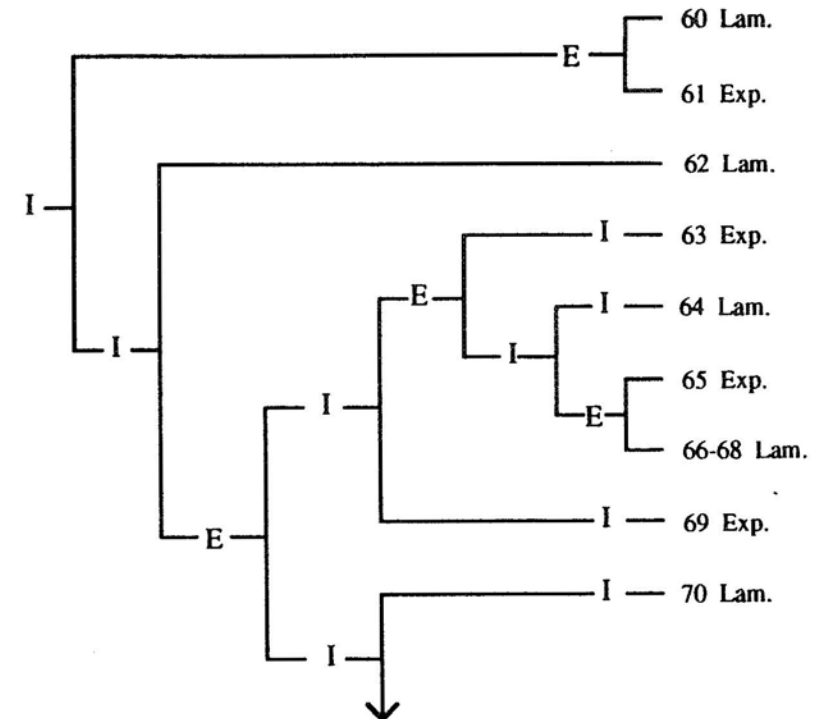 60 Lam.
E
61 Exp.
62 Lam.
I
I 63 Exp.
E
I 64 Lam.
I
I
65 Exp.
I
E
66-68 Lam.
I 69 Exp.
E
I 70 Lam.
I